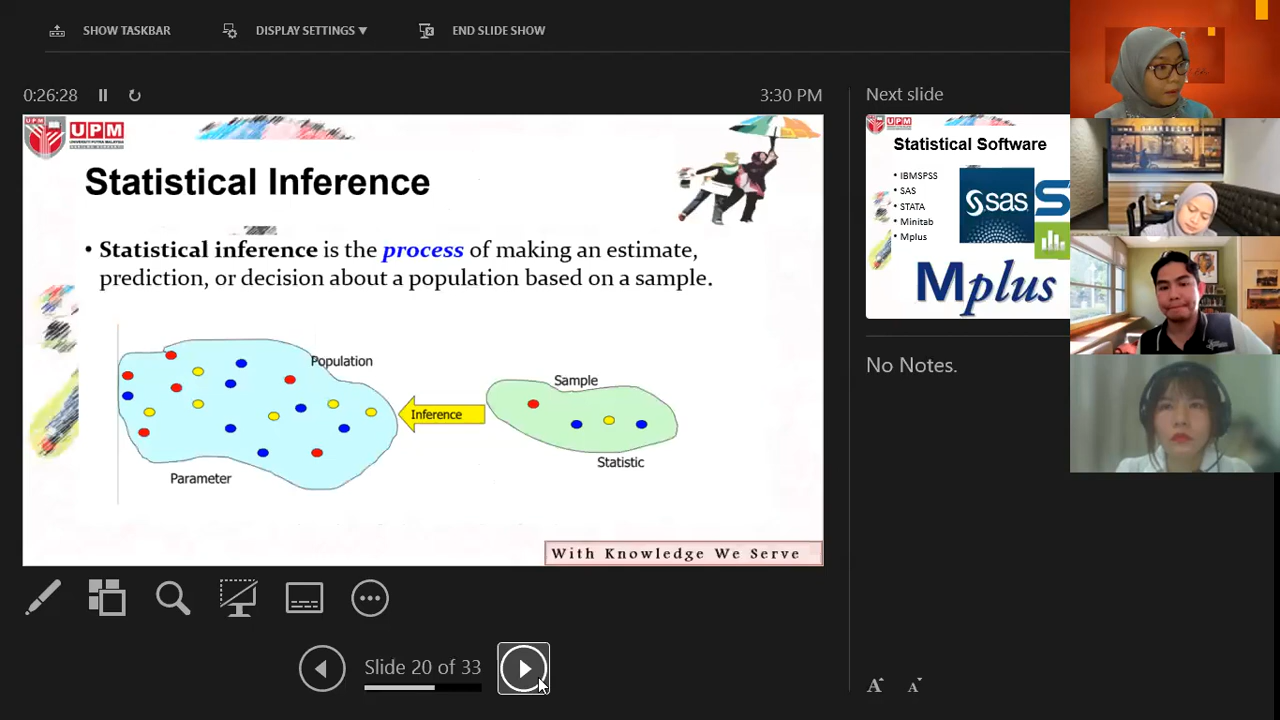 SHOW TASKBAR
DISPLAY SETTINGS ▼
END SLIDE SHOW
0:26:28
3:30 PM
UPM
Statistical Inference
• Statistical inference is the process of making an estimate,
prediction, or decision about a population based on a sample.
Population
Inference
Parameter
Sample
Statistic
With Knowledge We Serve
Slide 20 of 33
Next slide
UPM
Statistical Software
• IBMSPSS
• SAS
• STATA
• Minitab
• Mplus
sas
S
Mplus
No Notes.
A
A